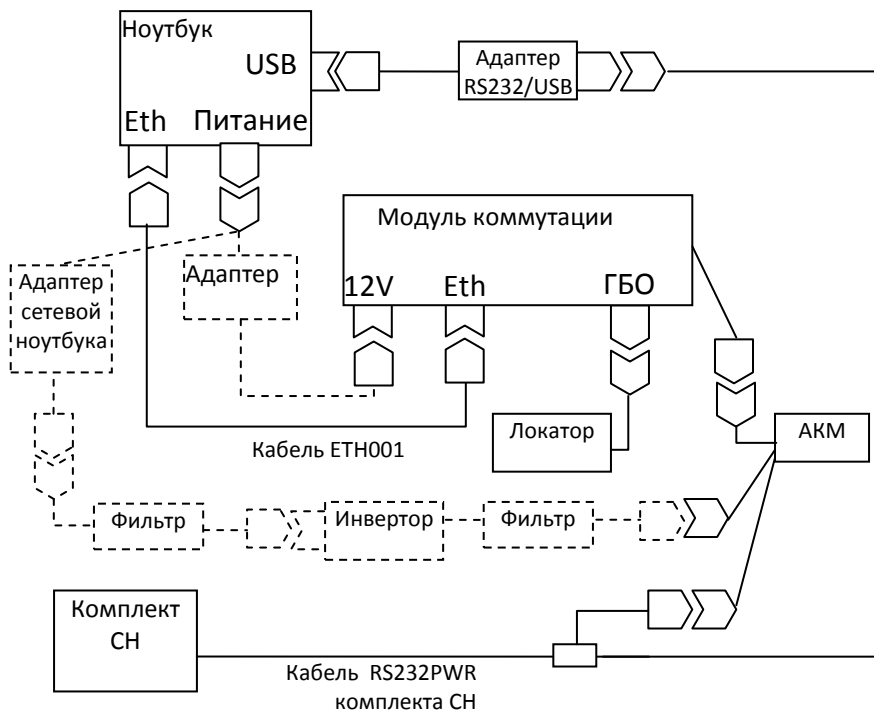 Ноутбук
USB
Eth
Питание
Адаптер
RS232/USB
Модуль коммутации
12V
Eth
ГБО
Адаптер
сетевой
ноутбука
Адаптер
Кабель ETH001
Локатор
АКМ
Фильтр
Инвертор
Фильтр
Комплект
СН
Кабель RS232PWR
комплекта СН